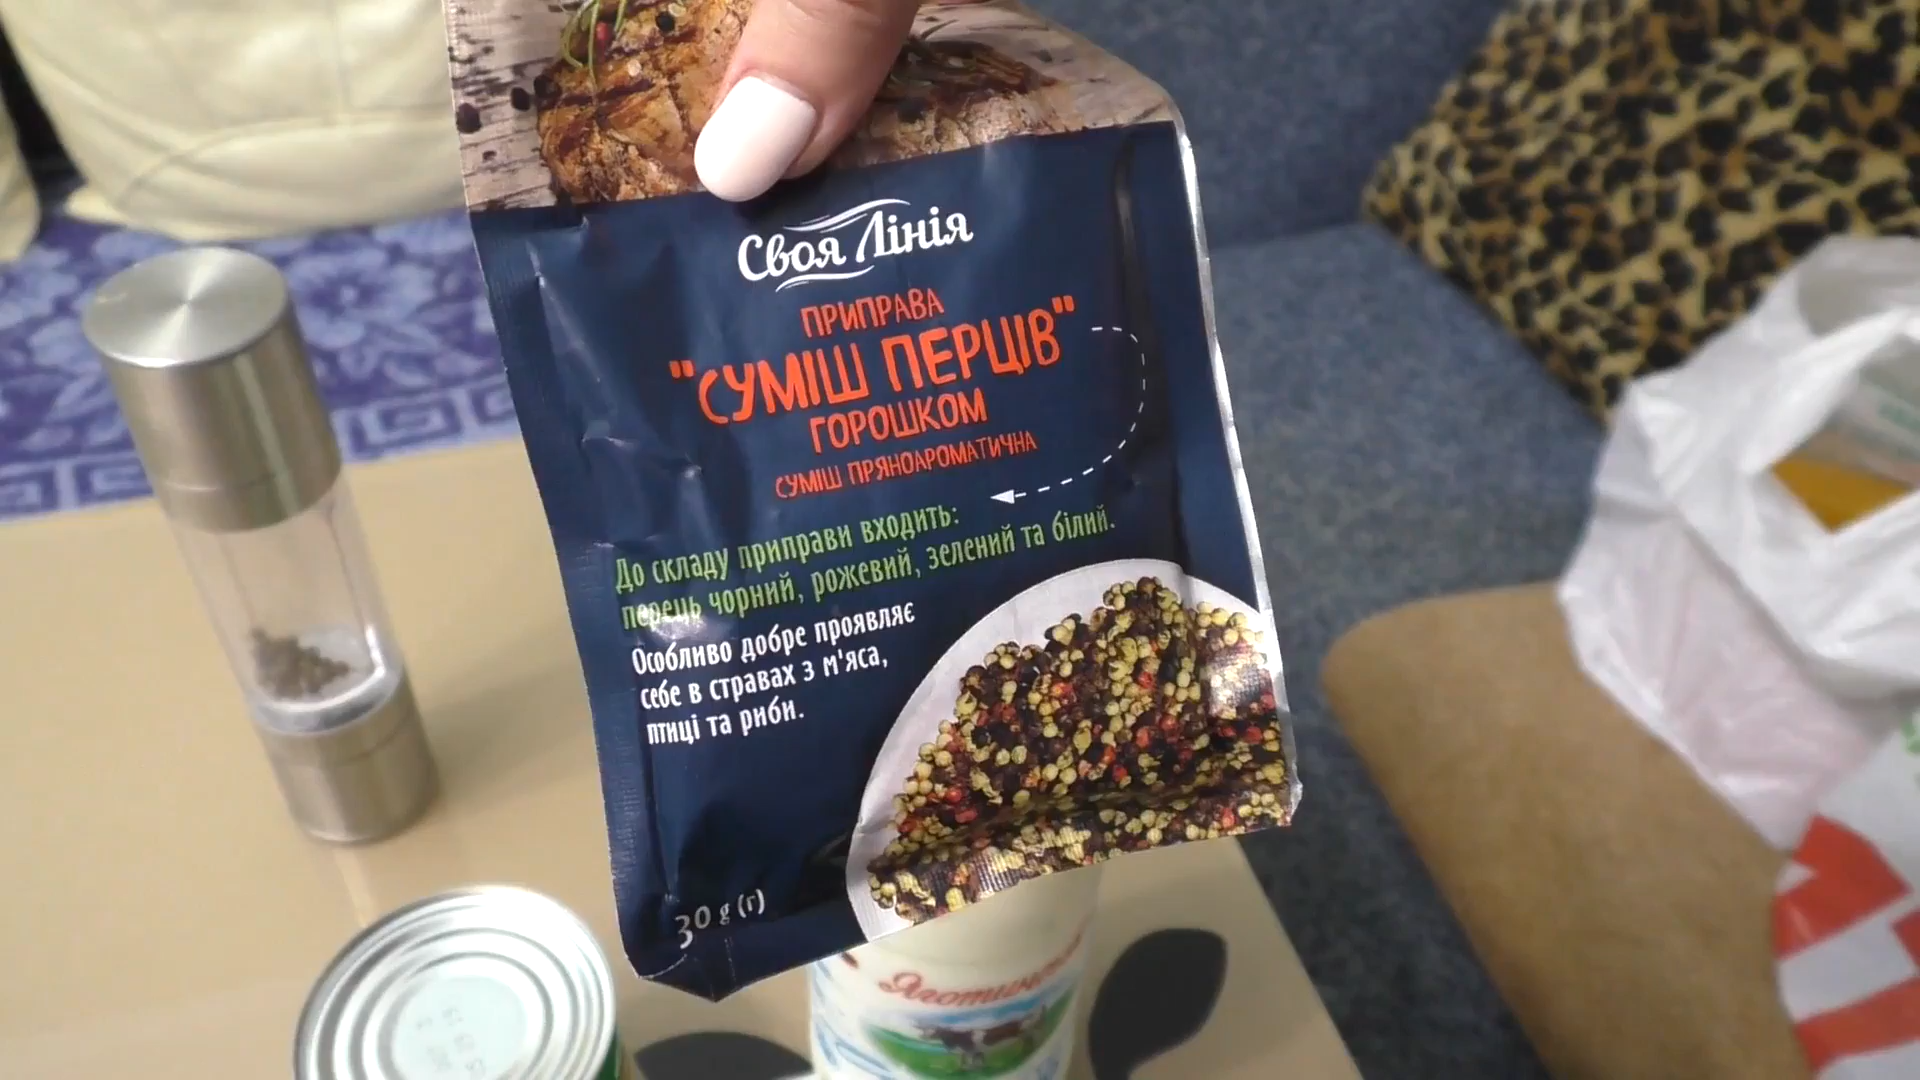 Своя Лінія
ПРИПРАВА
"СУМІШ ПЕРЦІВ"
ГОРОШКОМ
СУМІШ ПРЯНОАРОМАТИЧНА
До складу приправи входить:
перець чорний, рожевий, зелений та білий.
Особливо добре проявляє
себе в стравах з м'яса,
птиці та риби.
30 g (г)